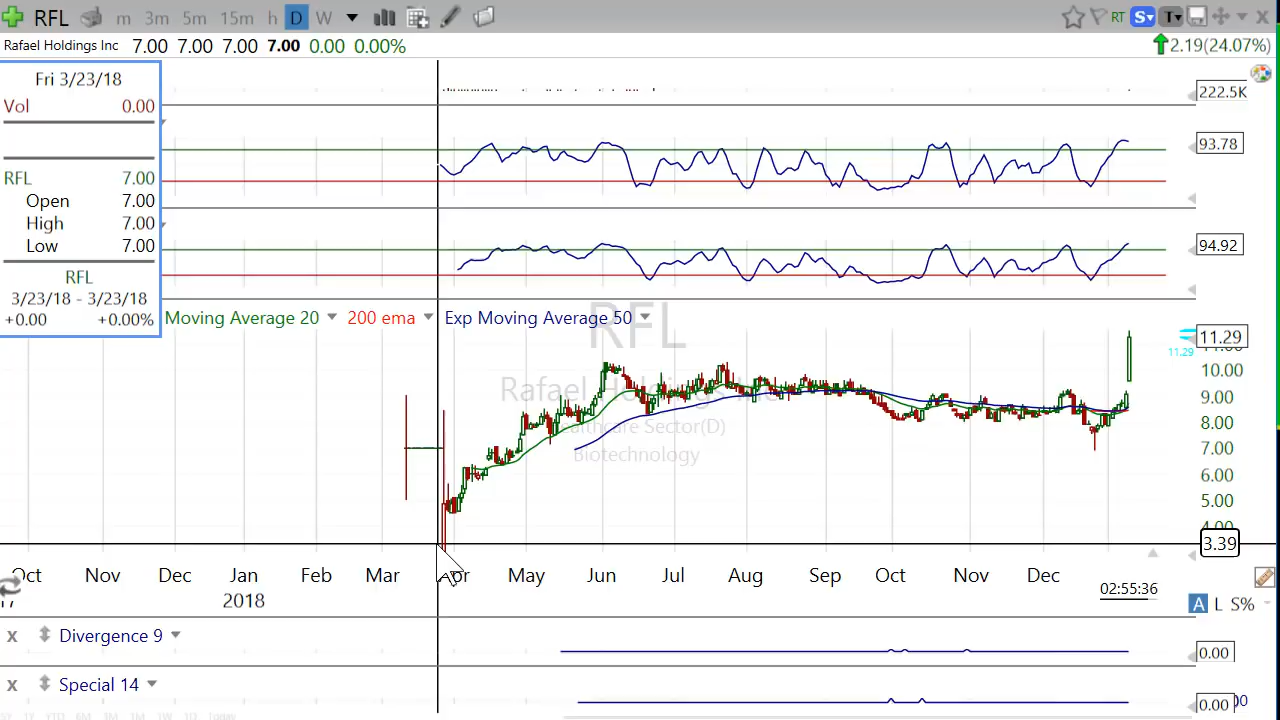 RFL m 3m 5m 15m h D W RT S T
Rafael Holdings Inc 7.00 7.00 7.00 7.00 0.00 0.00% 2.19(24.07%)
Fri 3/23/18
Vol 0.00
RFL 7.00
Open 7.00
High 7.00
Low 7.00
RFL
3/23/18 - 3/23/18
+0.00 +0.00%
222.5K
93.78
94.92
Moving Average 20 200 ema Exp Moving Average 50
RFL
Rafael Holdings Inc
Healthcare Sector(D)
Biotechnology
11.29
11.29
11.00
10.00
9.00
8.00
7.00
6.00
5.00
4.00
3.39
Oct Nov Dec Jan Feb Mar Apr May Jun Jul Aug Sep Oct Nov Dec
2018
02:55:36
A L S%
x Divergence 9 0.00
x Special 14 0.00